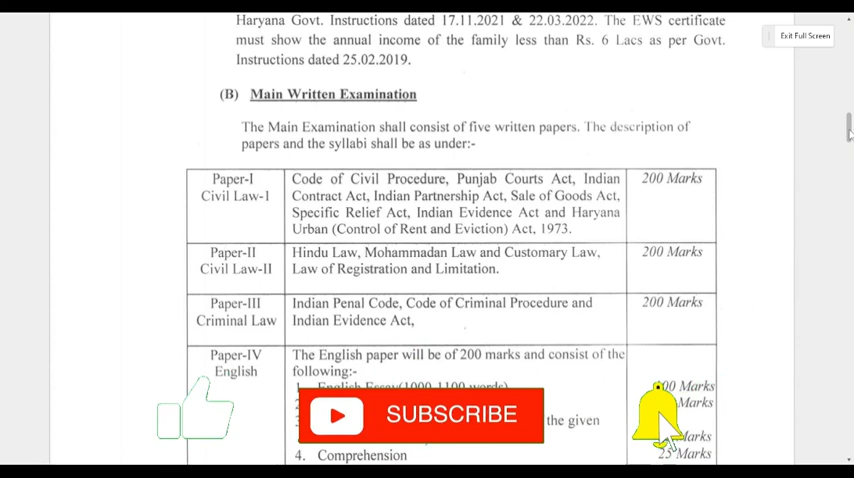 Haryana Govt. Instructions dated 17.11.2021 & 22.03.2022. The EWS certificate
must show the annual income of the family less than Rs. 6 Lacs as per Govt.
Instructions dated 25.02.2019.
Exit Full Screen
(B) Main Written Examination
The Main Examination shall consist of five written papers. The description of
papers and the syllabi shall be as under:-
Paper-I
Civil Law-I
Code of Civil Procedure, Punjab Courts Act, Indian
Contract Act, Indian Partnership Act, Sale of Goods Act,
Specific Relief Act, Indian Evidence Act and Haryana
Urban (Control of Rent and Eviction) Act, 1973.
200 Marks
Paper-II
Civil Law-II
Hindu Law, Mohammadan Law and Customary Law,
Law of Registration and Limitation.
200 Marks
Paper-III
Criminal Law
Indian Penal Code, Code of Criminal Procedure and
Indian Evidence Act,
200 Marks
Paper-IV
English
The English paper will be of 200 marks and consist of the
following:-
1. English Essay(1000-1100 words)
00 Marks
Marks
the given
Marks
4. Comprehension
25 Marks
SUBSCRIBE